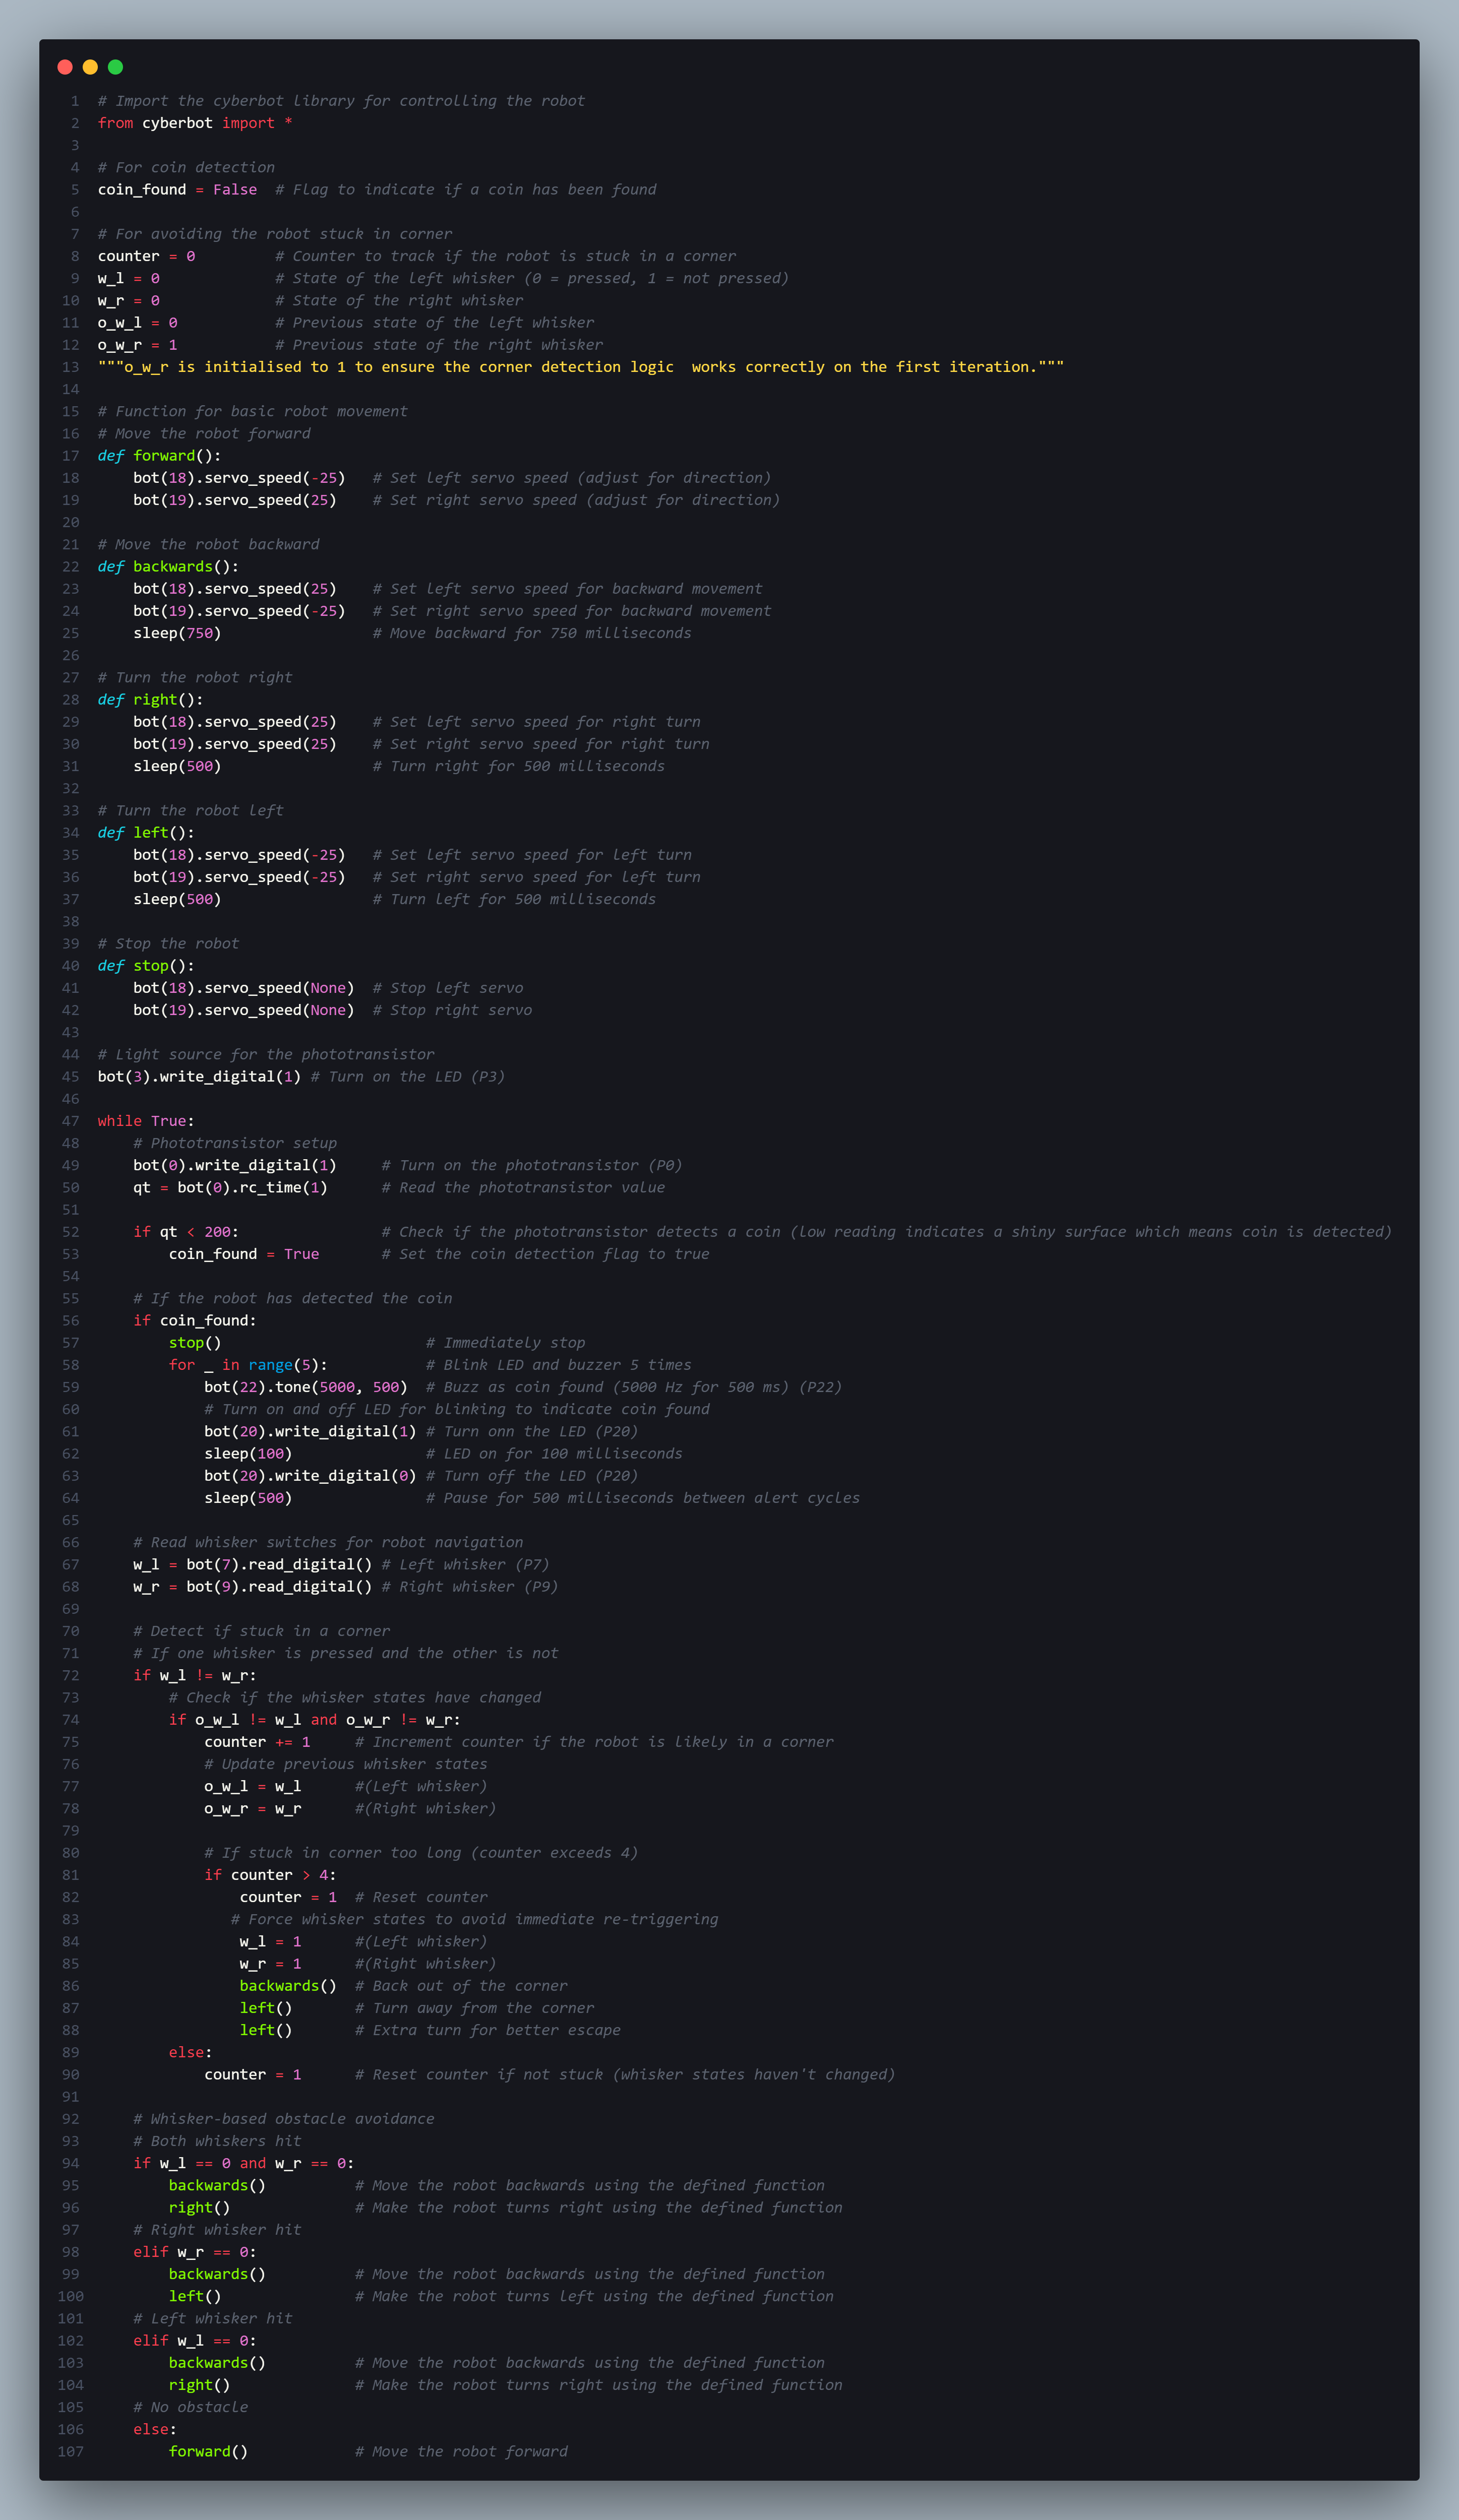 1 # Import the cyberbot library for controlling the robot
2 from cyberbot import *
3
4 # For coin detection
5 coin_found = False  # Flag to indicate if a coin has been found
6
7 # For avoiding the robot stuck in corner
8 counter = 0         # Counter to track if the robot is stuck in a corner
9 w_l = 0             # State of the left whisker (0 = pressed, 1 = not pressed)
10 w_r = 0             # State of the right whisker
11 o_w_l = 0           # Previous state of the left whisker
12 o_w_r = 1           # Previous state of the right whisker
13 """o_w_r is initialised to 1 to ensure the corner detection logic  works correctly on the first iteration."""
14
15 # Function for basic robot movement
16 # Move the robot forward
17 def forward():
18     bot(18).servo_speed(-25)   # Set left servo speed (adjust for direction)
19     bot(19).servo_speed(25)    # Set right servo speed (adjust for direction)
20
21 # Move the robot backward
22 def backwards():
23     bot(18).servo_speed(25)    # Set left servo speed for backward movement
24     bot(19).servo_speed(-25)   # Set right servo speed for backward movement
25     sleep(750)                 # Move backward for 750 milliseconds
26
27 # Turn the robot right
28 def right():
29     bot(18).servo_speed(25)    # Set left servo speed for right turn
30     bot(19).servo_speed(25)    # Set right servo speed for right turn
31     sleep(500)                 # Turn right for 500 milliseconds
32
33 # Turn the robot left
34 def left():
35     bot(18).servo_speed(-25)   # Set left servo speed for left turn
36     bot(19).servo_speed(-25)   # Set right servo speed for left turn
37     sleep(500)                 # Turn left for 500 milliseconds
38
39 # Stop the robot
40 def stop():
41     bot(18).servo_speed(None)  # Stop left servo
42     bot(19).servo_speed(None)  # Stop right servo
43
44 # Light source for the phototransistor
45 bot(3).write_digital(1) # Turn on the LED (P3)
46
47 while True:
48     # Phototransistor setup
49     bot(0).write_digital(1)     # Turn on the phototransistor (P0)
50     qt = bot(0).rc_time(1)      # Read the phototransistor value
51
52     if qt < 200:                # Check if the phototransistor detects a coin (low reading indicates a shiny surface which means coin is detected)
53         coin_found = True       # Set the coin detection flag to true
54
55     # If the robot has detected the coin
56     if coin_found:
57         stop()                       # Immediately stop
58         for _ in range(5):           # Blink LED and buzzer 5 times
59             bot(22).tone(5000, 500)  # Buzz as coin found (5000 Hz for 500 ms) (P22)
60             # Turn on and off LED for blinking to indicate coin found
61             bot(20).write_digital(1) # Turn onn the LED (P20)
62             sleep(100)               # LED on for 100 milliseconds
63             bot(20).write_digital(0) # Turn off the LED (P20)
64             sleep(500)               # Pause for 500 milliseconds between alert cycles
65
66     # Read whisker switches for robot navigation
67     w_l = bot(7).read_digital() # Left whisker (P7)
68     w_r = bot(9).read_digital() # Right whisker (P9)
69
70     # Detect if stuck in a corner
71     # If one whisker is pressed and the other is not
72     if w_l != w_r:
73         # Check if the whisker states have changed
74         if o_w_l != w_l and o_w_r != w_r:
75             counter += 1     # Increment counter if the robot is likely in a corner
76             # Update previous whisker states
77             o_w_l = w_l      #(Left whisker)
78             o_w_r = w_r      #(Right whisker)
79
80             # If stuck in corner too long (counter exceeds 4)
81             if counter > 4:
82                 counter = 1  # Reset counter
83                # Force whisker states to avoid immediate re-triggering
84                 w_l = 1      #(Left whisker)
85                 w_r = 1      #(Right whisker)
86                 backwards()  # Back out of the corner
87                 left()       # Turn away from the corner
88                 left()       # Extra turn for better escape
89         else:
90             counter = 1      # Reset counter if not stuck (whisker states haven't changed)
91
92     # Whisker-based obstacle avoidance
93     # Both whiskers hit
94     if w_l == 0 and w_r == 0:
95         backwards()          # Move the robot backwards using the defined function
96         right()              # Make the robot turns right using the defined function
97     # Right whisker hit
98     elif w_r == 0:
99         backwards()          # Move the robot backwards using the defined function
100         left()               # Make the robot turns left using the defined function
101     # Left whisker hit
102     elif w_l == 0:
103         backwards()          # Move the robot backwards using the defined function
104         right()              # Make the robot turns right using the defined function
105     # No obstacle
106     else:
107         forward()            # Move the robot forward